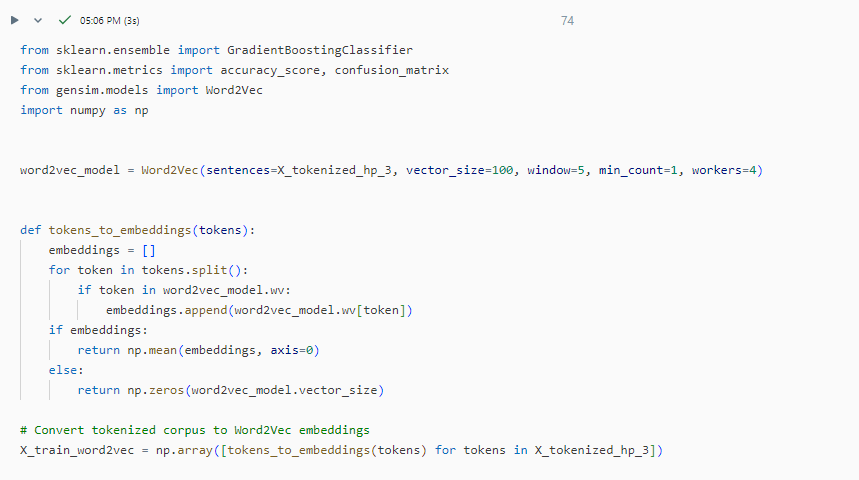 05:06 PM (3s)
74
from sklearn.ensemble import GradientBoostingClassifier
from sklearn.metrics import accuracy_score, confusion_matrix
from gensim.models import Word2Vec
import numpy as np
word2vec_model = Word2Vec(sentences=X_tokenized_hp_3, vector_size=100, window=5, min_count=1, workers=4)
def tokens_to_embeddings(tokens):
    embeddings = []
    for token in tokens.split():
        if token in word2vec_model.wv:
            embeddings.append(word2vec_model.wv[token])
    if embeddings:
        return np.mean(embeddings, axis=0)
    else:
        return np.zeros(word2vec_model.vector_size)
# Convert tokenized corpus to Word2Vec embeddings
X_train_word2vec = np.array([tokens_to_embeddings(tokens) for tokens in X_tokenized_hp_3])